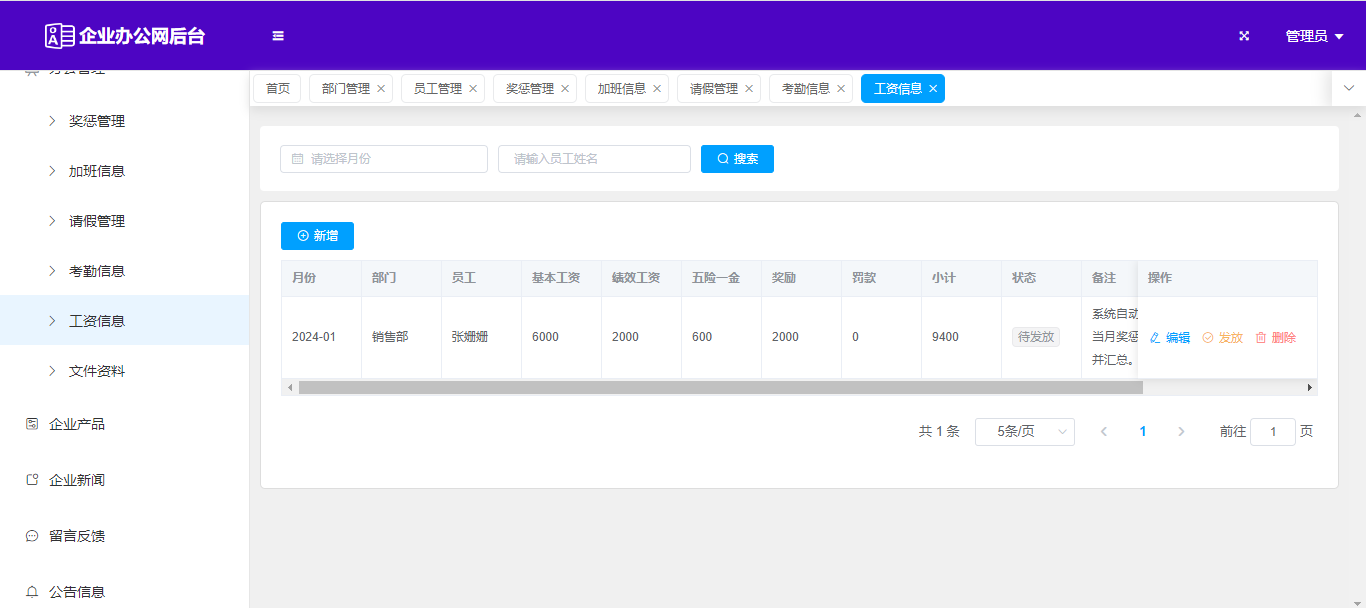 企业办公网后台
管理员
办公管理
奖惩管理
加班信息
请假管理
考勤信息
工资信息
文件资料
企业产品
企业新闻
留言反馈
公告信息
首页 部门管理 员工管理 奖惩管理 加班信息 请假管理 考勤信息 工资信息
请选择月份 请输入员工姓名 搜索
新增
月份 部门 员工 基本工资 绩效工资 五险一金 奖励 罚款 小计 状态 备注 操作
2024-01 销售部 张姗姗 6000 2000 600 2000 0 9400 待发放 系统自动
当月奖惩
并汇总。
编辑 发放 删除
共 1 条 5条/页 1 前往 1 页